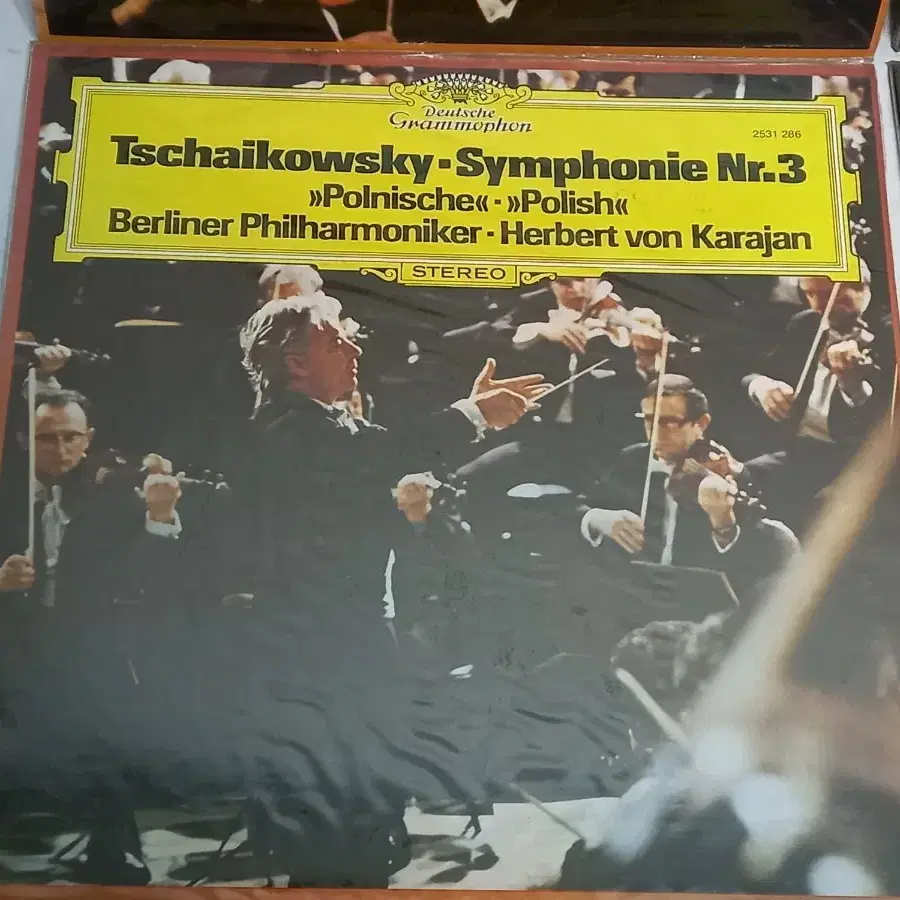 Deutsche
Grammophon
2531 286
Tschaikowsky · Symphonie Nr. 3
»Polnische« · »Polish«
Berliner Philharmoniker · Herbert von Karajan
STEREO